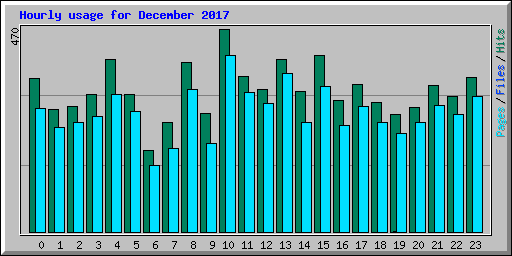 Hourly usage for December 2017
470
Pages/Files/Hits
0 1 2 3 4 5 6 7 8 9 10 11 12 13 14 15 16 17 18 19 20 21 22 23